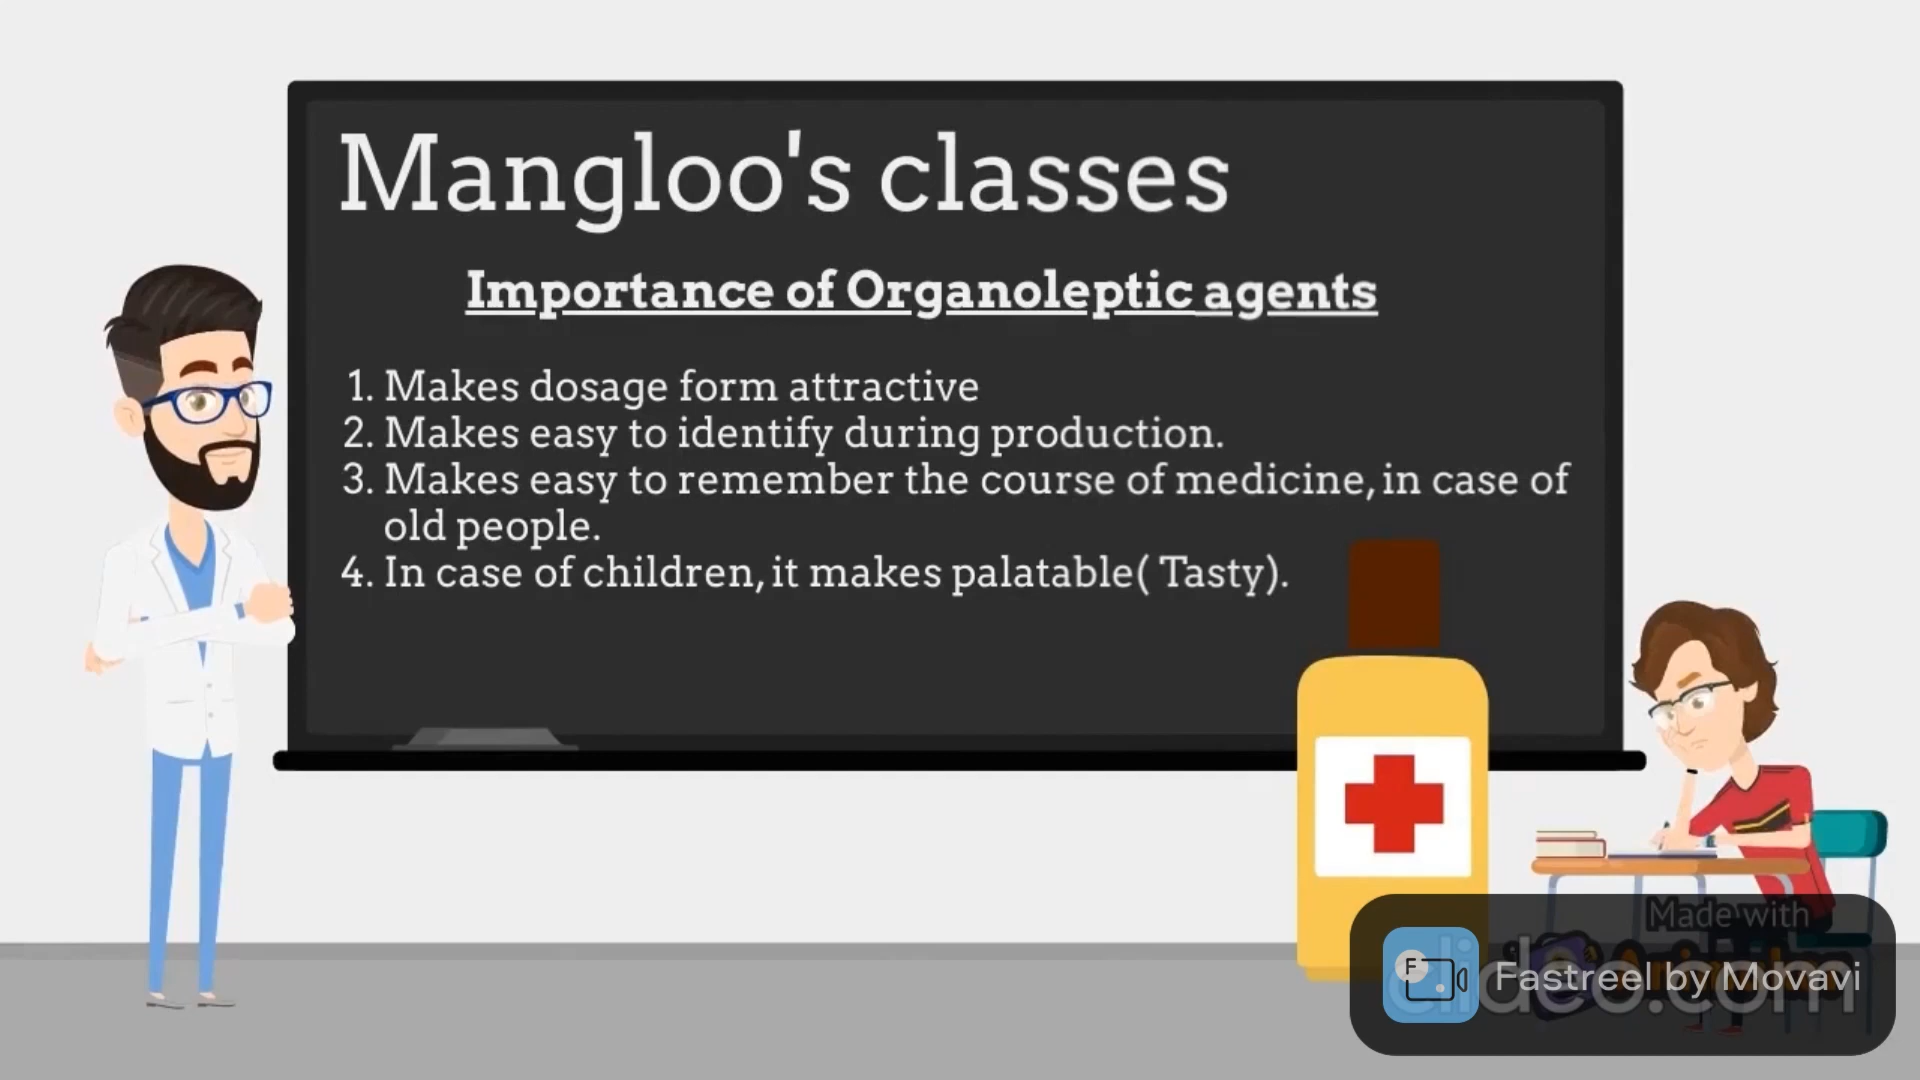 Mangloo's classes
Importance of Organoleptic agents
1. Makes dosage form attractive
2. Makes easy to identify during production.
3. Makes easy to remember the course of medicine, in case of
old people.
4. In case of children, it makes palatable( Tasty).
Made with
clideo.com
F
Fastreel by Movavi